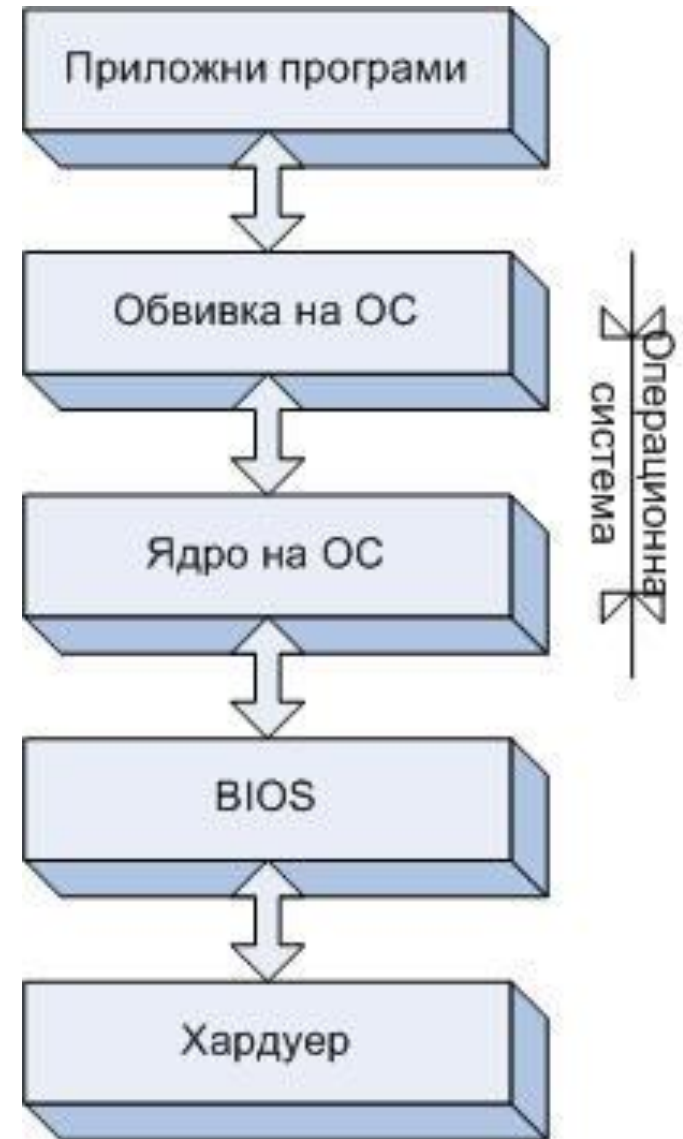 Приложни програми
Обвивка на ОС
Операционна
система
Ядро на ОС
BIOS
Хардуер